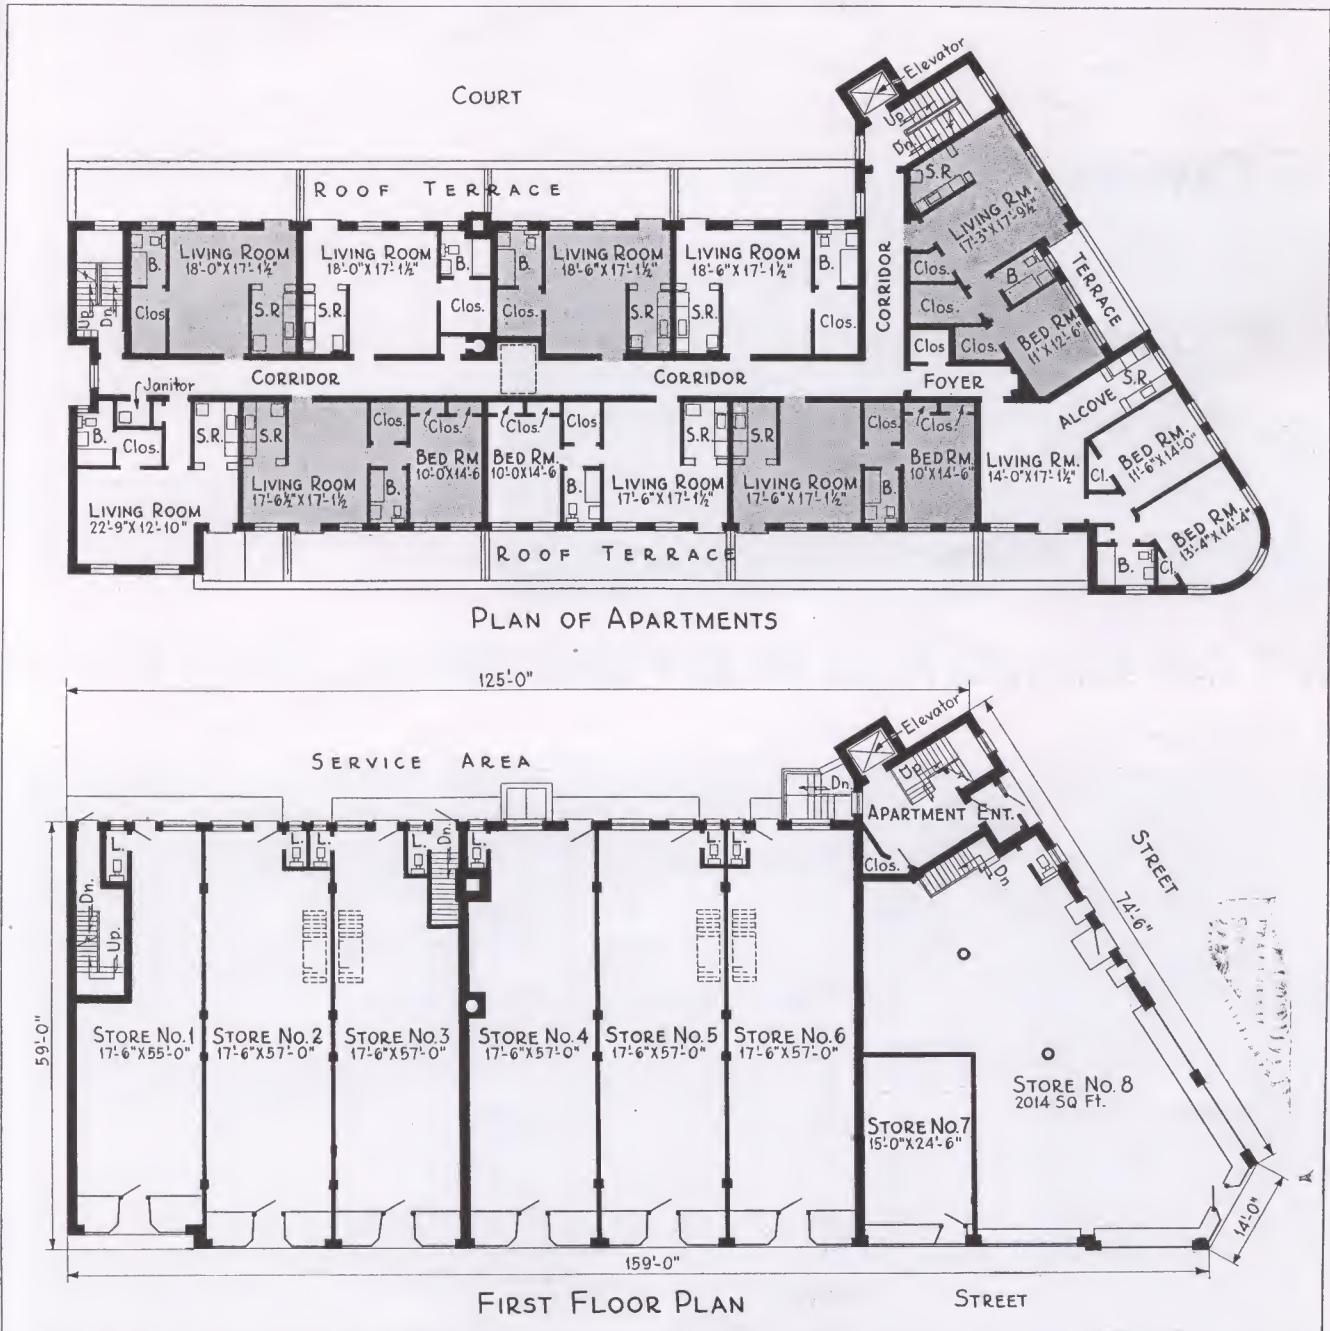 COURT
Elevator
Up
Dn.
ROOF TERRACE
S.R.
LIVING RM.
17'-3"X17'-9½"
LIVING ROOM
18'-0"X17'-1½"
LIVING ROOM
18'-0"X17'-1½"
LIVING ROOM
18'-6"X17'-1½"
LIVING ROOM
18'-6"X17'-1½"
B.
B.
B.
B.
B.
TERRACE
CORRIDOR
Clos.
Clos.
Clos
S.R.
S.R.
Clos.
Clos.
S.R.
S.R.
Clos.
Up
Dn.
BED RM.
11'X12'-6"
Clos
Clos.
Janitor
CORRIDOR
CORRIDOR
FOYER
ALCOVE
S.R.
B.
Clos.
S.R.
S.R.
Clos.
Clos.
BED RM.
10'-0X14'-6
Clos.
BED RM.
10'-0X14'-6
Clos
S.R.
S.R
Clos.
Clos.
BED RM.
10'X14'-6"
LIVING RM.
14'-0"X17'-1½"
Cl.
BED RM.
11'-6"X14'-0"
LIVING ROOM
22'-9"X12'-10"
LIVING ROOM
17'-6½"X17'-1½
B.
B.
LIVING ROOM
17'-6"X17'-1½"
LIVING ROOM
17'-6"X17'-1½
B.
BED RM.
13'-4"X14'-4"
B.
Cl.
ROOF TERRACE
PLAN OF APARTMENTS
125'-0"
Elevator
SERVICE AREA
Up
Dn.
APARTMENT ENT.
STREET
74'-6"
L.
L.
L.
L.
Dn.
L.
L.
L.
Clos.
Dn.
Dn.
Up.
59'-0"
STORE NO.1
17'-6"X55'-0"
STORE NO.2
17'-6"X57'-0"
STORE NO.3
17'-6"X57'-0"
STORE NO.4
17'-6"X57'-0"
STORE NO.5
17'-6"X57'-0"
STORE NO.6
17'-6"X57'-0"
STORE NO.8
2014 SQ FT.
STORE NO.7
15'-0"X24'-6"
14'-0"
159'-0"
FIRST FLOOR PLAN
STREET